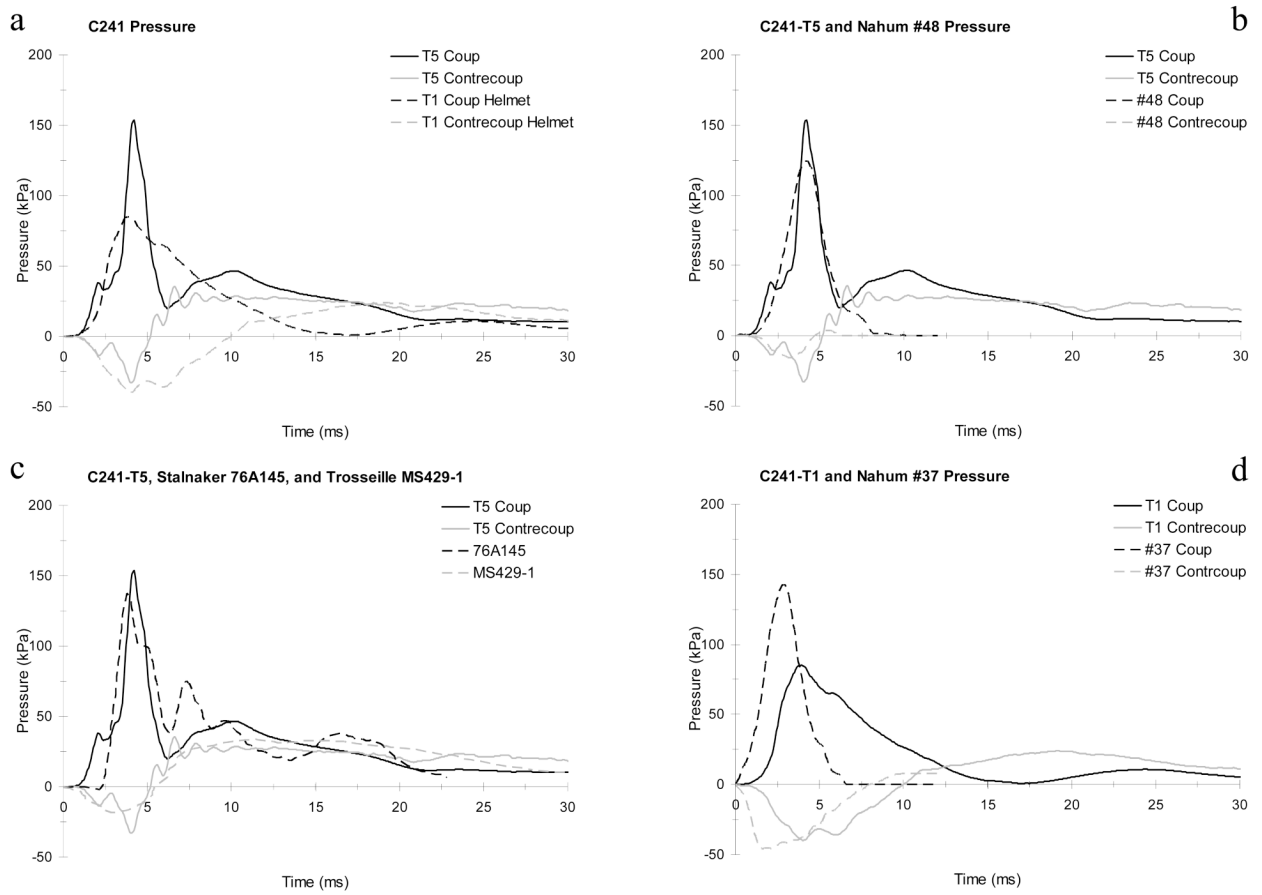 a
C241 Pressure
T5 Coup
T5 Contrecoup
T1 Coup Helmet
T1 Contrecoup Helmet
200
150
100
50
0
-50
Pressure (kPa)
0 5 10 15 20 25 30
Time (ms)
b
C241-T5 and Nahum #48 Pressure
T5 Coup
T5 Contrecoup
#48 Coup
#48 Contrecoup
200
150
100
50
0
-50
Pressure (kPa)
0 5 10 15 20 25 30
Time (ms)
c
C241-T5, Stalnaker 76A145, and Trosseille MS429-1
T5 Coup
T5 Contrecoup
76A145
MS429-1
200
150
100
50
0
-50
Pressure (kPa)
0 5 10 15 20 25 30
Time (ms)
d
C241-T1 and Nahum #37 Pressure
T1 Coup
T1 Contrecoup
#37 Coup
#37 Contrcoup
200
150
100
50
0
-50
Pressure (kPa)
0 5 10 15 20 25 30
Time (ms)